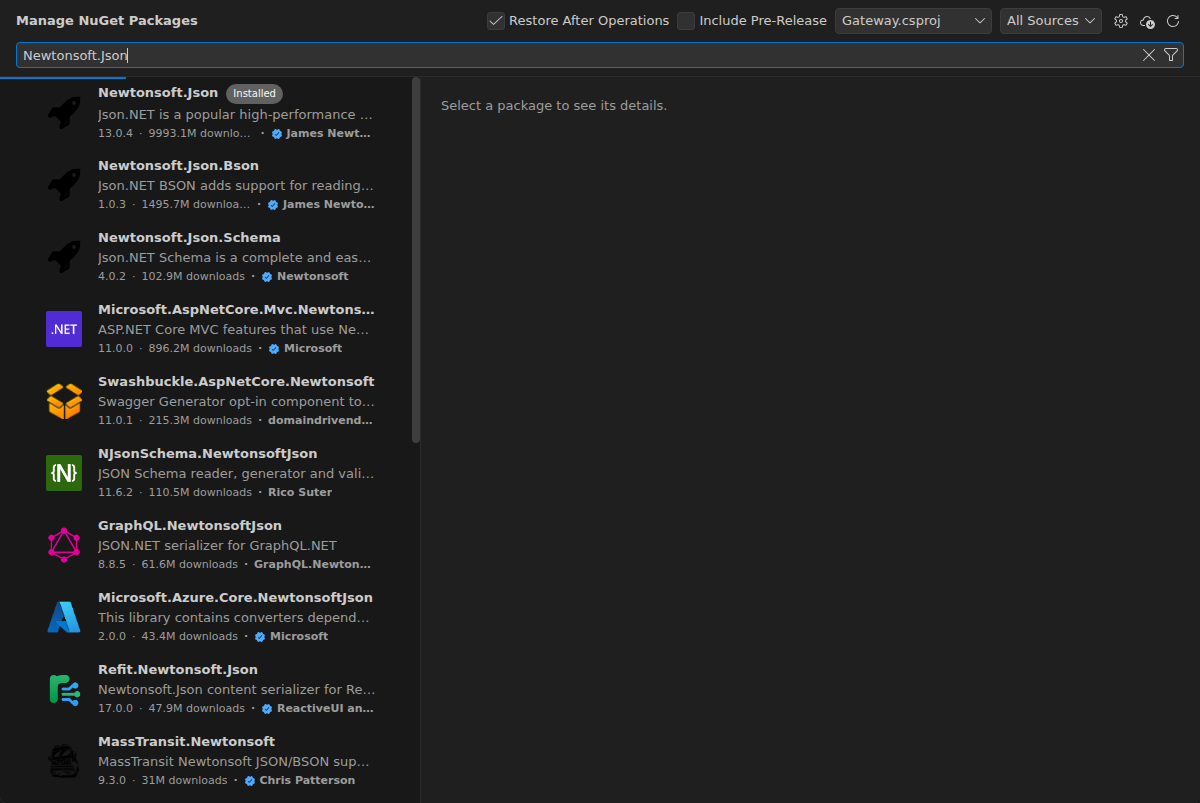 Manage NuGet Packages
Restore After Operations
Include Pre-Release
Gateway.csproj
All Sources
Newtonsoft.Json
Newtonsoft.Json Installed
Json.NET is a popular high-performance …
13.0.4 · 9993.1M downlo… · James Newt…
Newtonsoft.Json.Bson
Json.NET BSON adds support for reading…
1.0.3 · 1495.7M downloa… · James Newto…
Newtonsoft.Json.Schema
Json.NET Schema is a complete and eas…
4.0.2 · 102.9M downloads · Newtonsoft
.NET
Microsoft.AspNetCore.Mvc.Newtons…
ASP.NET Core MVC features that use Ne…
11.0.0 · 896.2M downloads · Microsoft
Swashbuckle.AspNetCore.Newtonsoft
Swagger Generator opt-in component to…
11.0.1 · 215.3M downloads · domaindrivend…
{N}
NJsonSchema.NewtonsoftJson
JSON Schema reader, generator and vali…
11.6.2 · 110.5M downloads · Rico Suter
GraphQL.NewtonsoftJson
JSON.NET serializer for GraphQL.NET
8.8.5 · 61.6M downloads · GraphQL.Newton…
Microsoft.Azure.Core.NewtonsoftJson
This library contains converters depend…
2.0.0 · 43.4M downloads · Microsoft
Refit.Newtonsoft.Json
Newtonsoft.Json content serializer for Re…
17.0.0 · 47.9M downloads · ReactiveUI an…
MassTransit.Newtonsoft
MassTransit Newtonsoft JSON/BSON sup…
9.3.0 · 31M downloads · Chris Patterson
Select a package to see its details.